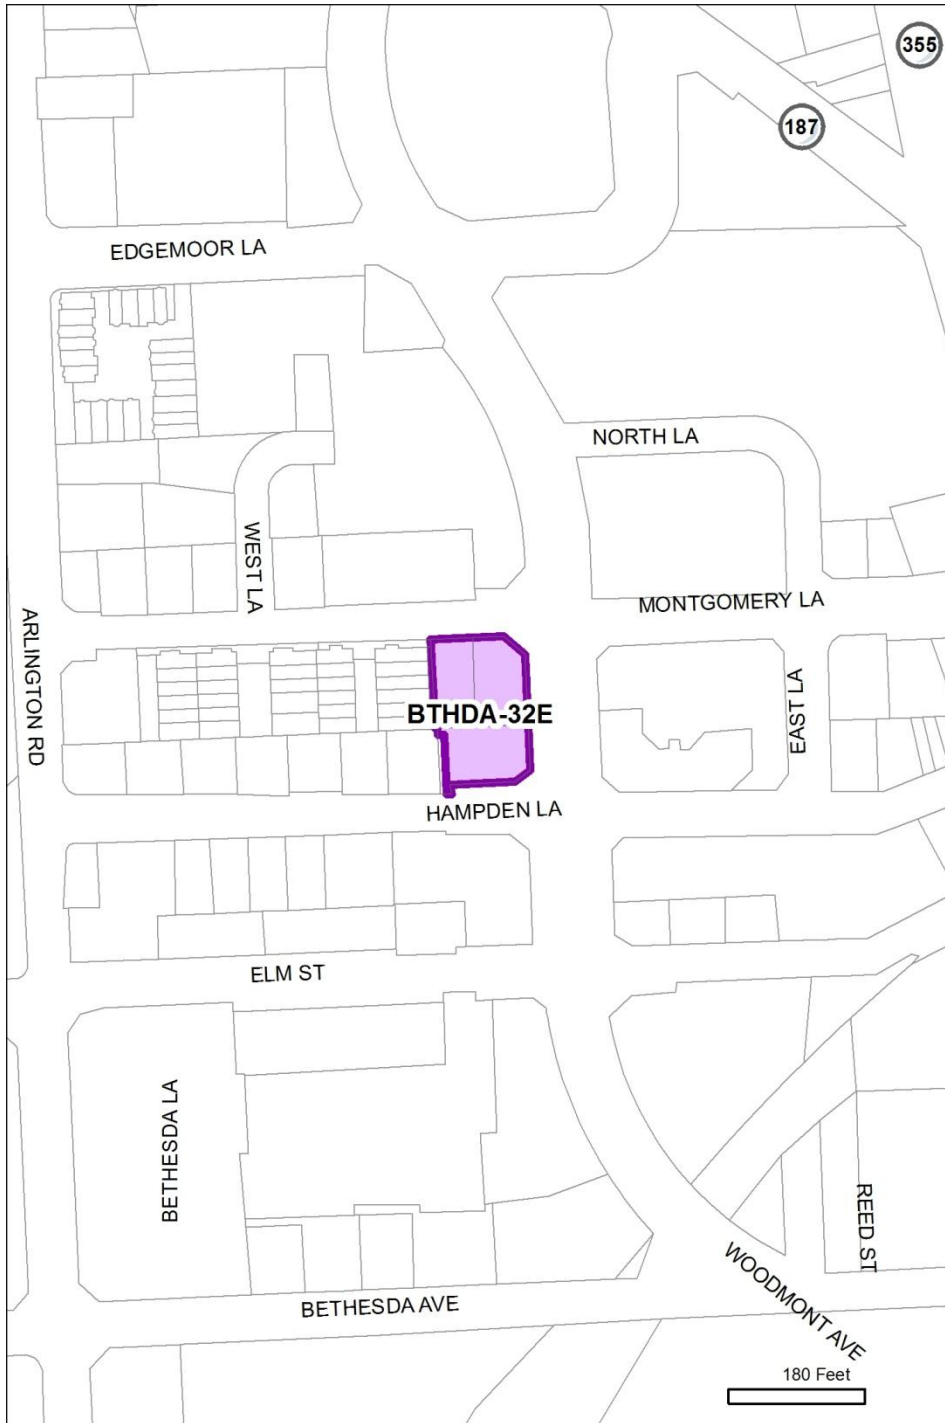 355
187
EDGEMOOR LA
NORTH LA
WEST LA
MONTGOMERY LA
ARLINGTON RD
EAST LA
BTHDA-32E
HAMPDEN LA
ELM ST
BETHESDA LA
REED ST
WOODMONT AVE
BETHESDA AVE
180 Feet